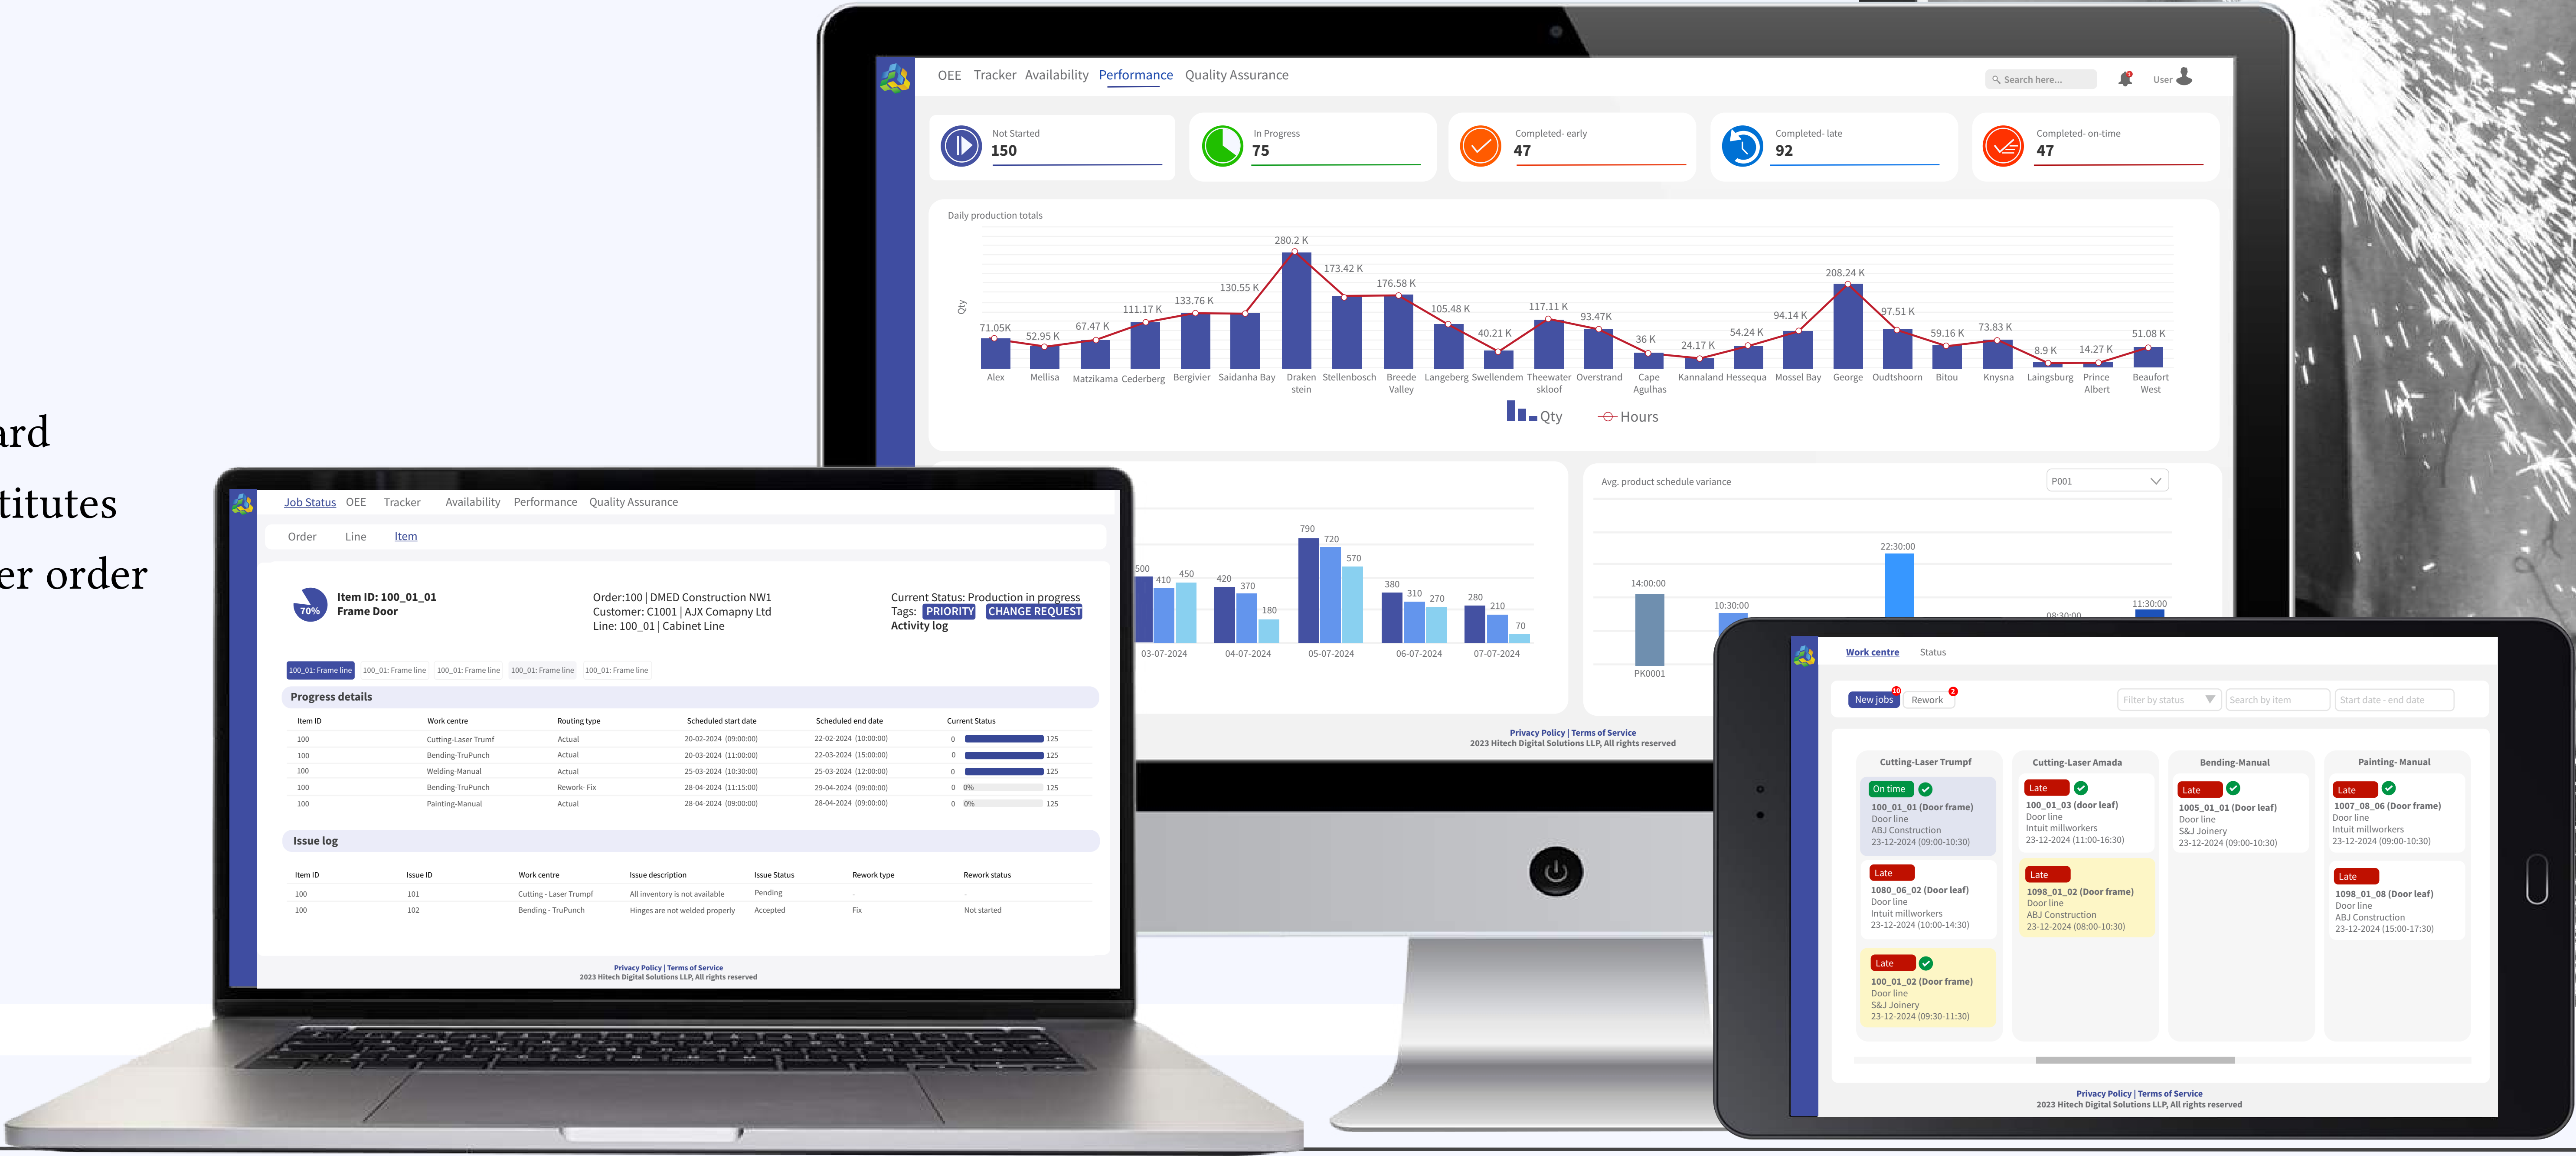 ard
titutes
er order
OEE Tracker Availability Performance Quality Assurance
Search here...
User
Not Started
150
In Progress
75
Completed- early
47
Completed- late
92
Completed- on-time
47
Daily production totals
Qty
71.05K 52.95 K 67.47 K 111.17 K 133.76 K 130.55 K 280.2 K 173.42 K 176.58 K 105.48 K 40.21 K 117.11 K 93.47K 36 K 24.17 K 54.24 K 94.14 K 208.24 K 97.51 K 59.16 K 73.83 K 8.9 K 14.27 K 51.08 K
Alex Mellisa Matzikama Cederberg Bergivier Saidanha Bay Draken stein Stellenbosch Breede Valley Langeberg Swellendem Theewater skloof Overstrand Cape Agulhas Kannaland Hessequa Mossel Bay George Oudtshoorn Bitou Knysna Laingsburg Prince Albert Beaufort West
Qty Hours
500 410 450 420 370 180 790 720 570 380 310 270 280 210 70
03-07-2024 04-07-2024 05-07-2024 06-07-2024 07-07-2024
Avg. product schedule variance
P001
14:00:00 10:30:00 22:30:00 08:30:00 11:30:00
PK0001
Privacy Policy | Terms of Service
2023 Hitech Digital Solutions LLP, All rights reserved
Job Status OEE Tracker Availability Performance Quality Assurance
Order Line Item
70%
Item ID: 100_01_01
Frame Door
Order:100 | DMED Construction NW1
Customer: C1001 | AJX Comapny Ltd
Line: 100_01 | Cabinet Line
Current Status: Production in progress
Tags: PRIORITY CHANGE REQUEST
Activity log
100_01: Frame line 100_01: Frame line 100_01: Frame line 100_01: Frame line 100_01: Frame line
Progress details
Item ID Work centre Routing type Scheduled start date Scheduled end date Current Status
100 Cutting-Laser Trumf Actual 20-02-2024 (09:00:00) 22-02-2024 (10:00:00) 0 125
100 Bending-TruPunch Actual 20-03-2024 (11:00:00) 22-03-2024 (15:00:00) 0 125
100 Welding-Manual Actual 25-03-2024 (10:30:00) 25-03-2024 (12:00:00) 0 125
100 Bending-TruPunch Rework- Fix 28-04-2024 (11:15:00) 29-04-2024 (09:00:00) 0 0% 125
100 Painting-Manual Actual 28-04-2024 (09:00:00) 28-04-2024 (09:00:00) 0 0% 125
Issue log
Item ID Issue ID Work centre Issue description Issue Status Rework type Rework status
100 101 Cutting - Laser Trumpf All inventory is not available Pending - -
100 102 Bending - TruPunch Hinges are not welded properly Accepted Fix Not started
Privacy Policy | Terms of Service
2023 Hitech Digital Solutions LLP, All rights reserved
Work centre Status
New jobs 10 Rework 2
Filter by status Search by item Start date - end date
Cutting-Laser Trumpf
On time
100_01_01 (Door frame)
Door line
ABJ Construction
23-12-2024 (09:00-10:30)
Late
1080_06_02 (Door leaf)
Door line
Intuit millworkers
23-12-2024 (10:00-14:30)
Late
100_01_02 (Door frame)
Door line
S&J Joinery
23-12-2024 (09:30-11:30)
Cutting-Laser Amada
Late
100_01_03 (door leaf)
Door line
Intuit millworkers
23-12-2024 (11:00-16:30)
Late
1098_01_02 (Door frame)
Door line
ABJ Construction
23-12-2024 (08:00-10:30)
Bending-Manual
Late
1005_01_01 (Door leaf)
Door line
S&J Joinery
23-12-2024 (09:00-10:30)
Painting- Manual
Late
1007_08_06 (Door frame)
Door line
Intuit millworkers
23-12-2024 (09:00-10:30)
Late
1098_01_08 (Door leaf)
Door line
ABJ Construction
23-12-2024 (15:00-17:30)
Privacy Policy | Terms of Service
2023 Hitech Digital Solutions LLP, All rights reserved